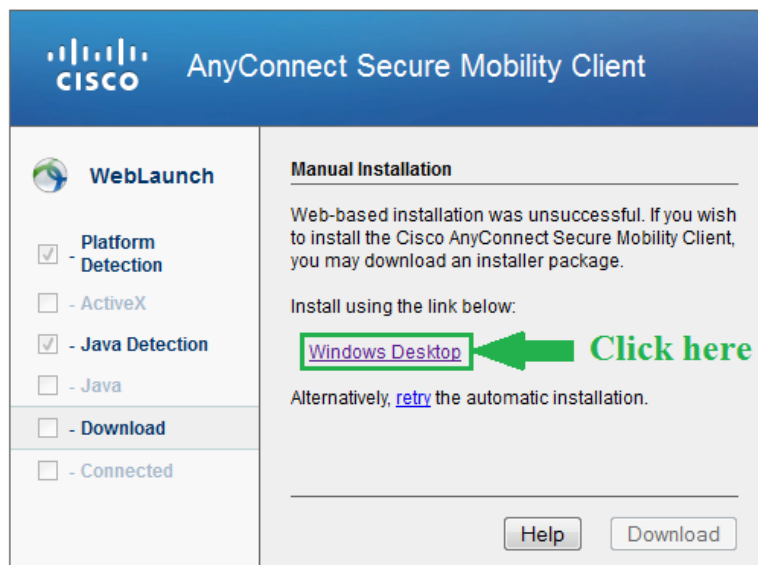 CISCO
AnyConnect Secure Mobility Client
WebLaunch
- Platform
Detection
- ActiveX
- Java Detection
- Java
- Download
- Connected
Manual Installation
Web-based installation was unsuccessful. If you wish
to install the Cisco AnyConnect Secure Mobility Client,
you may download an installer package.
Install using the link below:
Windows Desktop
Click here
Alternatively, retry the automatic installation.
Help
Download